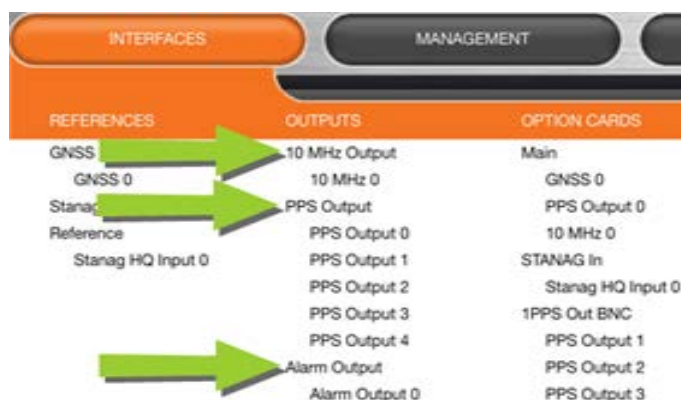 INTERFACES
MANAGEMENT
REFERENCES
GNSS
GNSS 0
Reference
Stanag HQ Input 0
OUTPUTS
10 MHz Output
10 MHz 0
PPS Output
PPS Output 0
PPS Output 1
PPS Output 2
PPS Output 3
PPS Output 4
Alarm Output
Alarm Output 0
OPTION CARDS
Main
GNSS 0
PPS Output 0
10 MHz 0
STANAG In
Stanag HQ Input 0
1PPS Out BNC
PPS Output 1
PPS Output 2
PPS Output 3